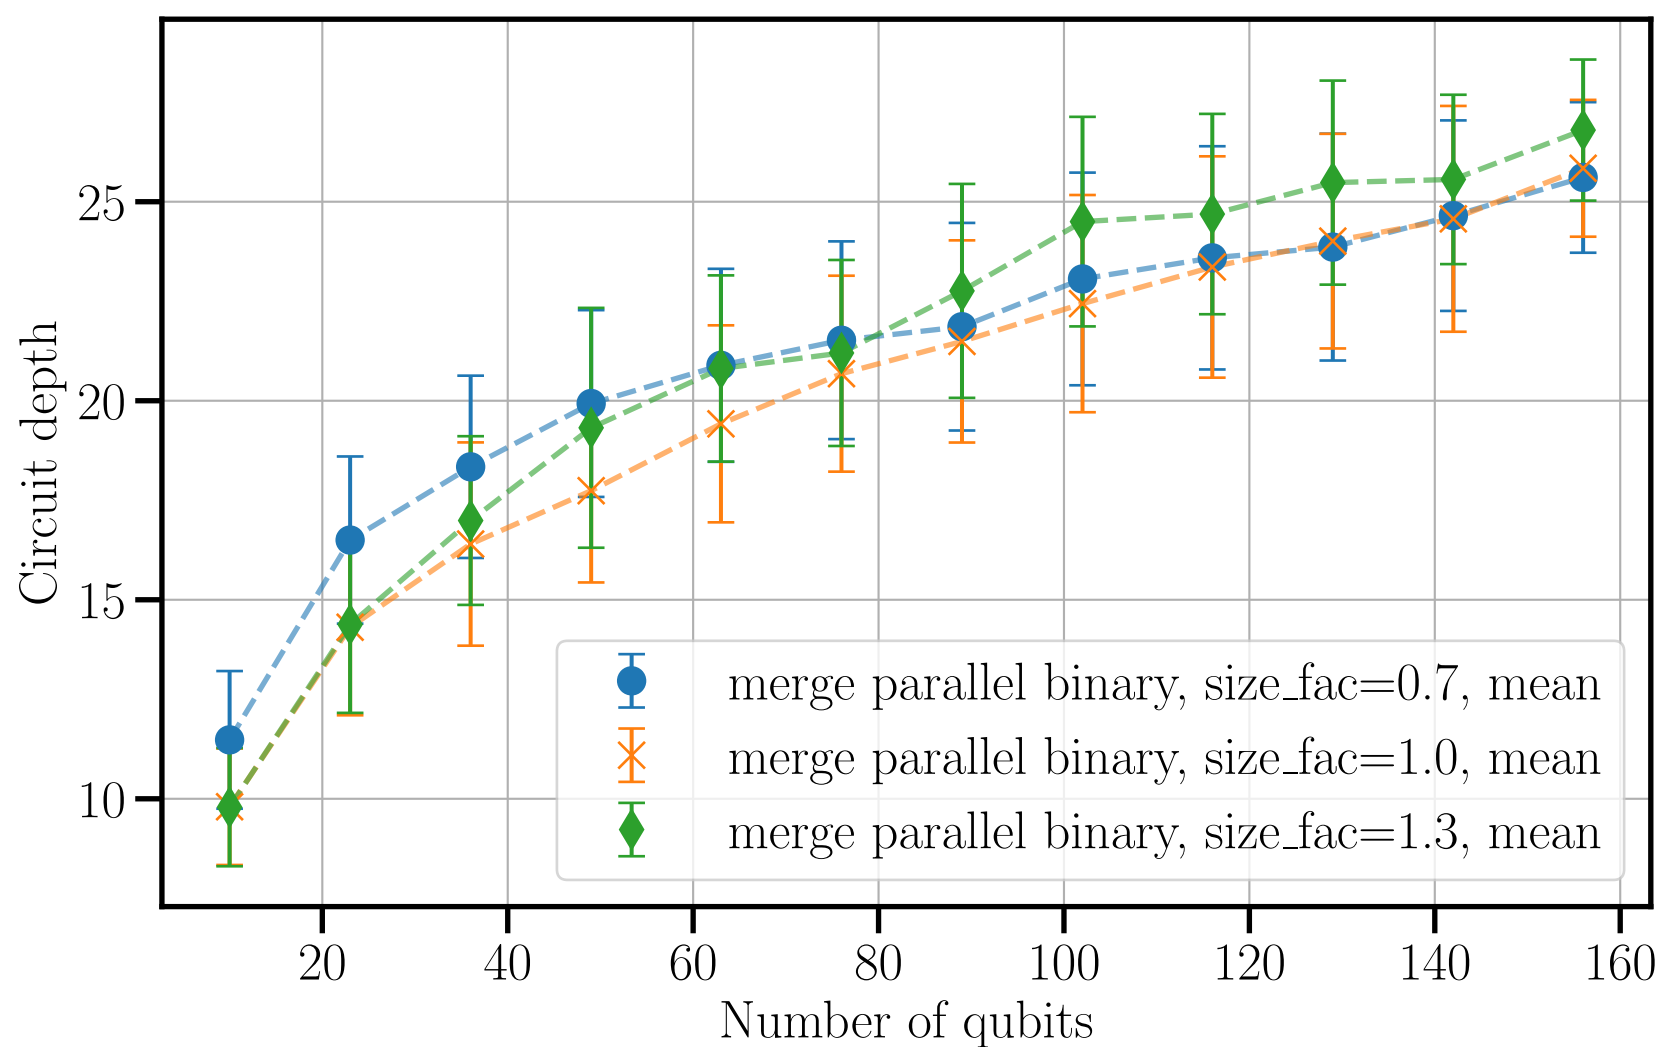 25
20
15
10
Circuit depth
merge parallel binary, size_fac=0.7, mean
merge parallel binary, size_fac=1.0, mean
merge parallel binary, size_fac=1.3, mean
20 40 60 80 100 120 140 160
Number of qubits